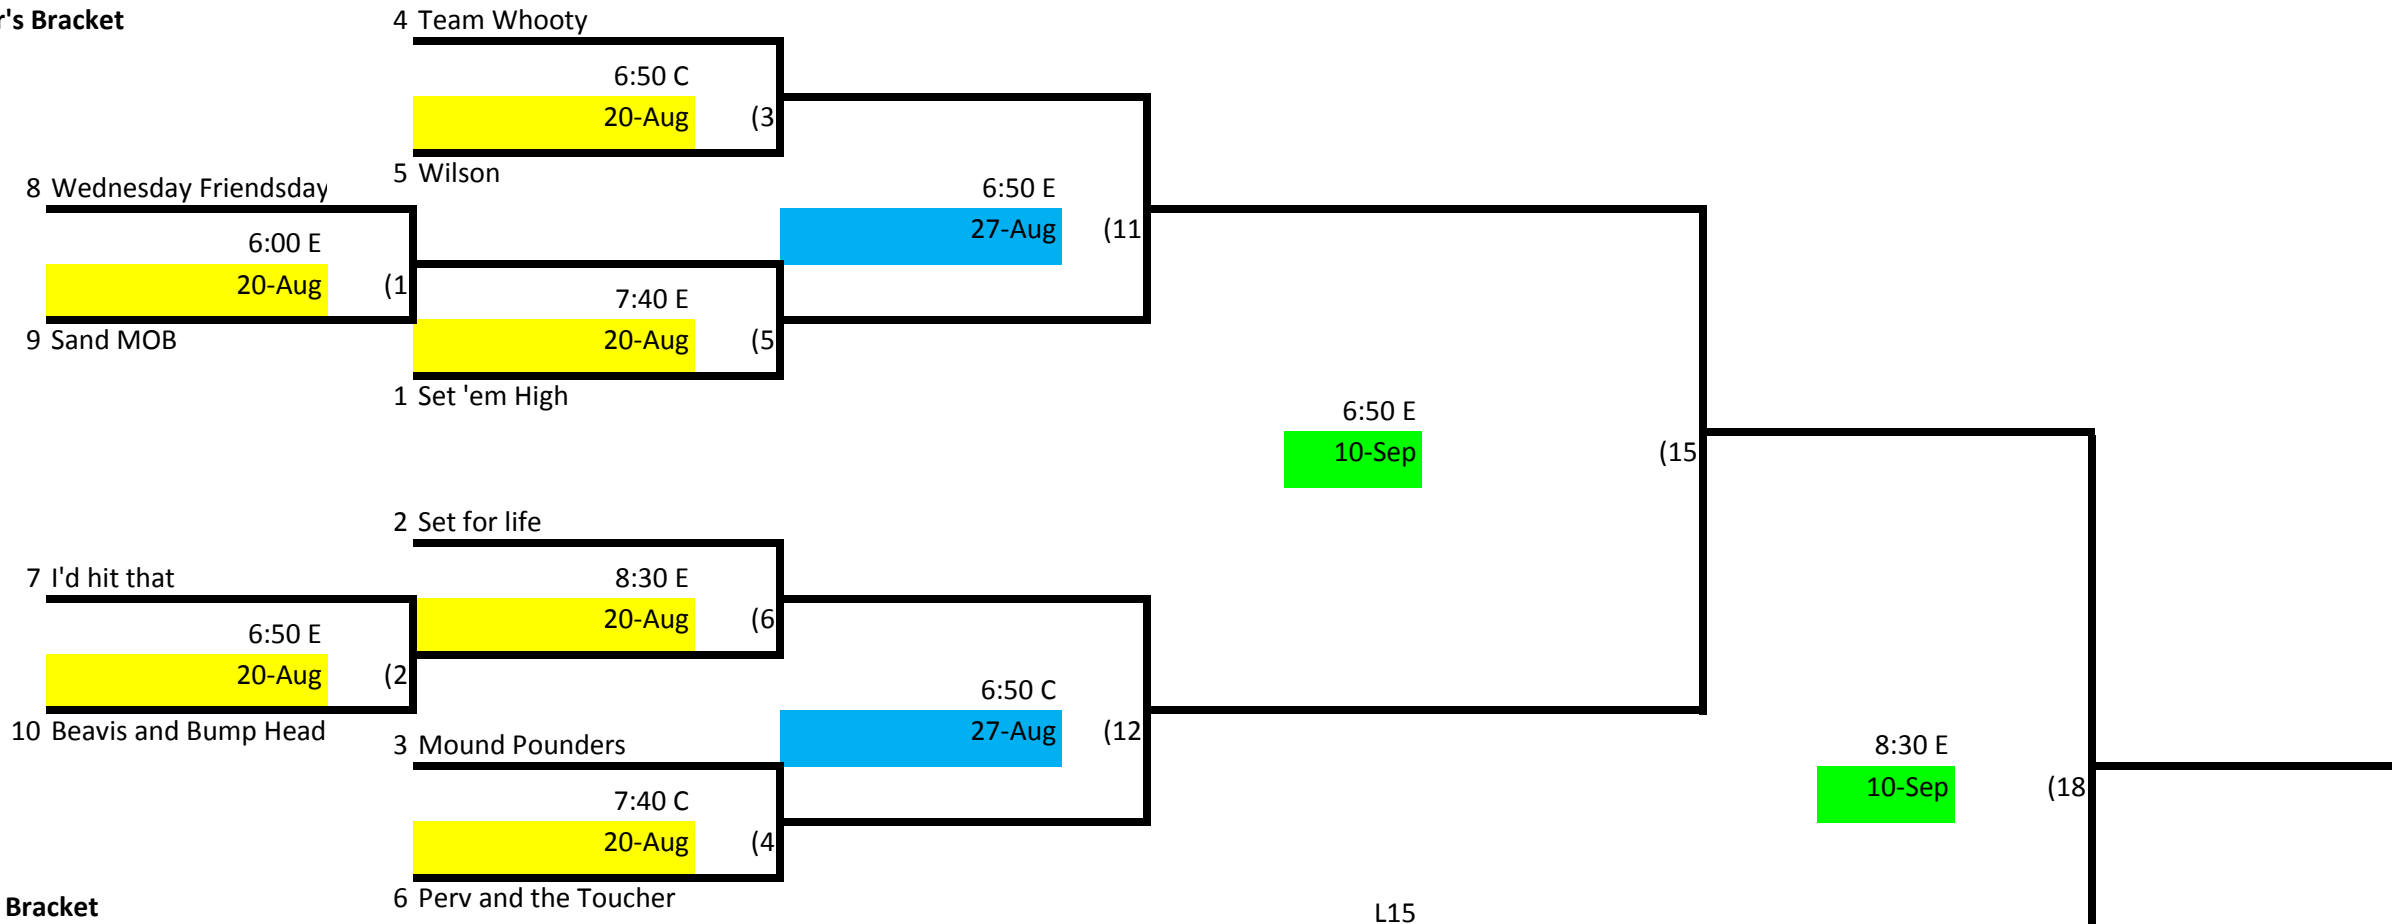 r's Bracket
4 Team Whooty
6:50 C
20-Aug (3
5 Wilson
8 Wednesday Friendsday
6:00 E
20-Aug (1
9 Sand MOB
7:40 E
20-Aug (5
1 Set 'em High
6:50 E
27-Aug (11
6:50 E
10-Sep (15
2 Set for life
7 I'd hit that
8:30 E
20-Aug (6
6:50 E
20-Aug (2
10 Beavis and Bump Head
6:50 C
27-Aug (12
3 Mound Pounders
7:40 C
20-Aug (4
6 Perv and the Toucher
8:30 E
10-Sep (18
Bracket
L15